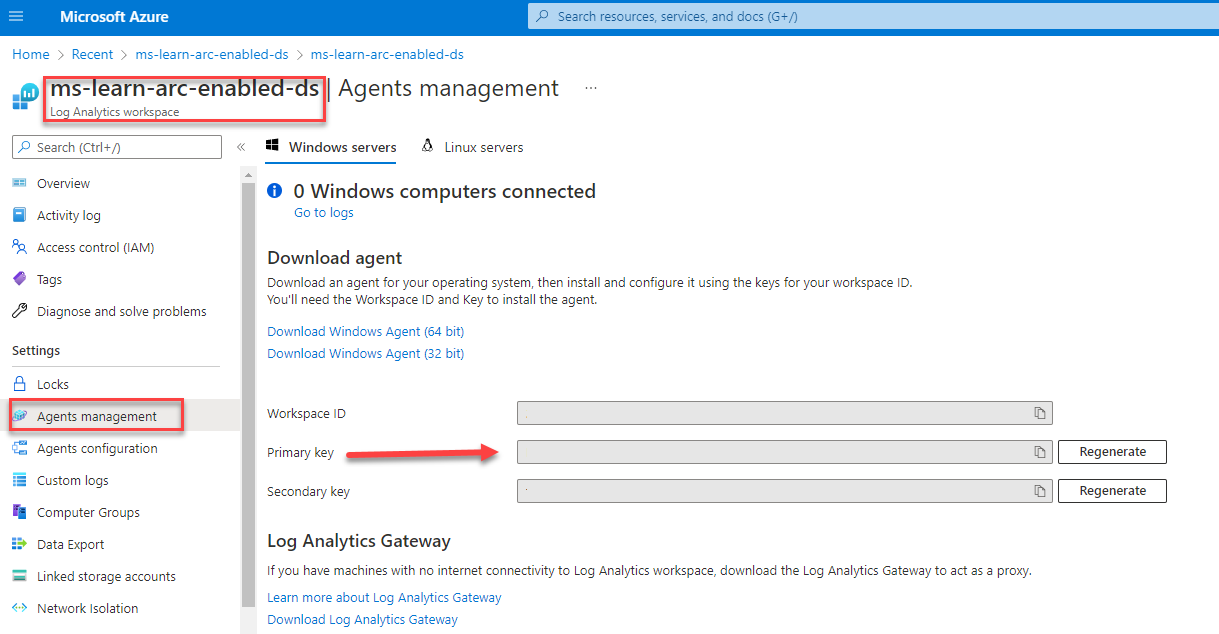 Microsoft Azure
Search resources, services, and docs (G+/)
Home > Recent > ms-learn-arc-enabled-ds > ms-learn-arc-enabled-ds
ms-learn-arc-enabled-ds | Agents management ...
Log Analytics workspace
Search (Ctrl+/)
«
Overview
Activity log
Access control (IAM)
Tags
Diagnose and solve problems
Settings
Locks
Agents management
Agents configuration
Custom logs
Computer Groups
Data Export
Linked storage accounts
Network Isolation
Windows servers
Linux servers
0 Windows computers connected
Go to logs
Download agent
Download an agent for your operating system, then install and configure it using the keys for your workspace ID.
You'll need the Workspace ID and Key to install the agent.
Download Windows Agent (64 bit)
Download Windows Agent (32 bit)
Workspace ID
Primary key
Regenerate
Secondary key
Regenerate
Log Analytics Gateway
If you have machines with no internet connectivity to Log Analytics workspace, download the Log Analytics Gateway to act as a proxy.
Learn more about Log Analytics Gateway
Download Log Analytics Gateway